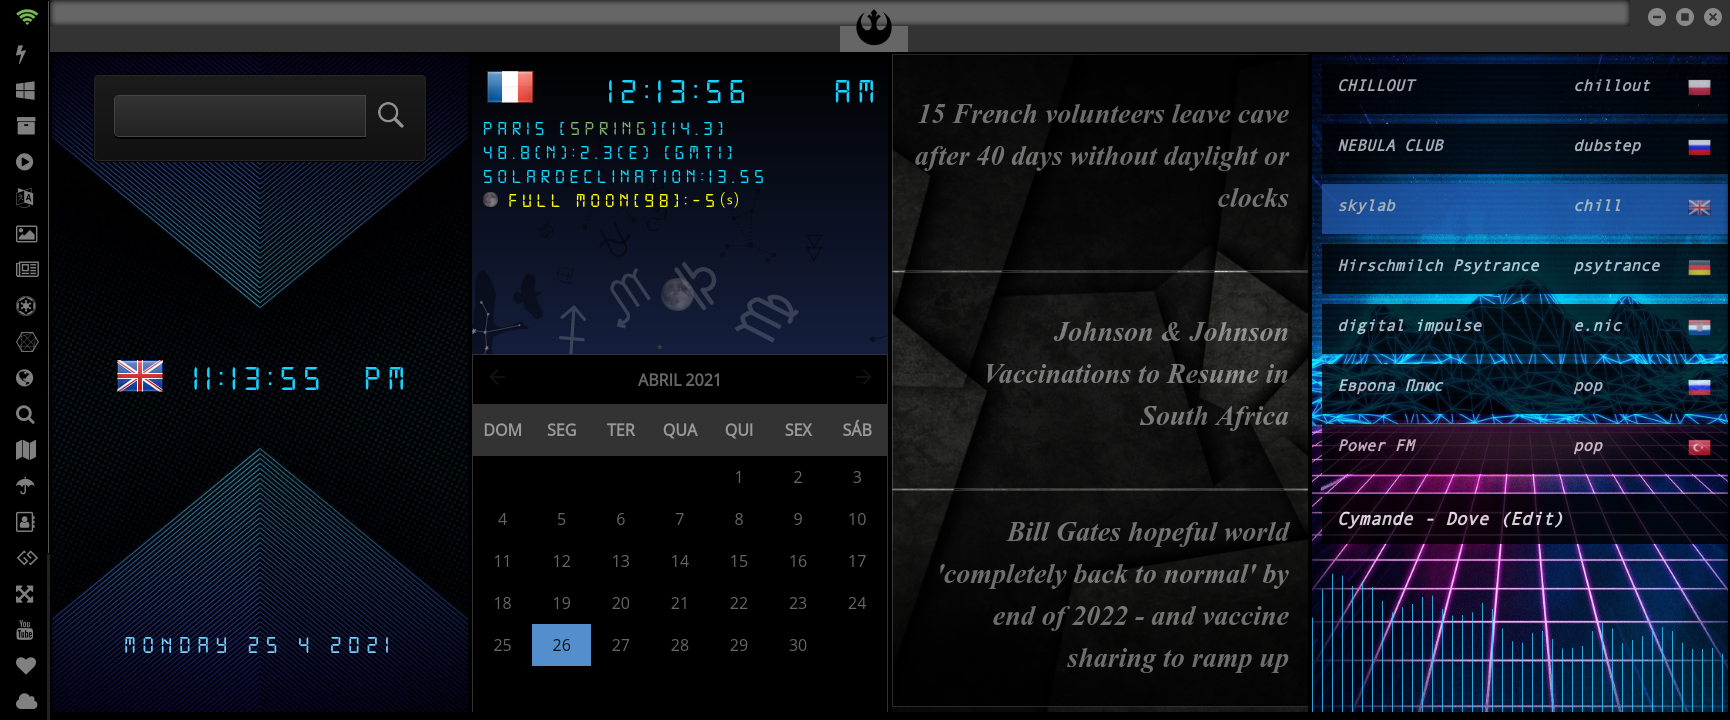 11:13:55 PM
MONDAY 25 4 2021
12:13:56 AM
PARIS [SPRING][14.3]
48.8(N):2.3(E) [GMT1]
SOLARDECLINATION:13.55
FULL MOON[98]:-5(s)
ABRIL 2021
DOM SEG TER QUA QUI SEX SÁB
1 2 3
4 5 6 7 8 9 10
11 12 13 14 15 16 17
18 19 20 21 22 23 24
25 26 27 28 29 30
15 French volunteers leave cave
after 40 days without daylight or
clocks
Johnson & Johnson
Vaccinations to Resume in
South Africa
Bill Gates hopeful world
'completely back to normal' by
end of 2022 - and vaccine
sharing to ramp up
CHILLOUT chillout
NEBULA CLUB dubstep
skylab chill
Hirschmilch Psytrance psytrance
digital impulse e.nic
Европа Плюс pop
Power FM pop
Cymande - Dove (Edit)
You
Tube